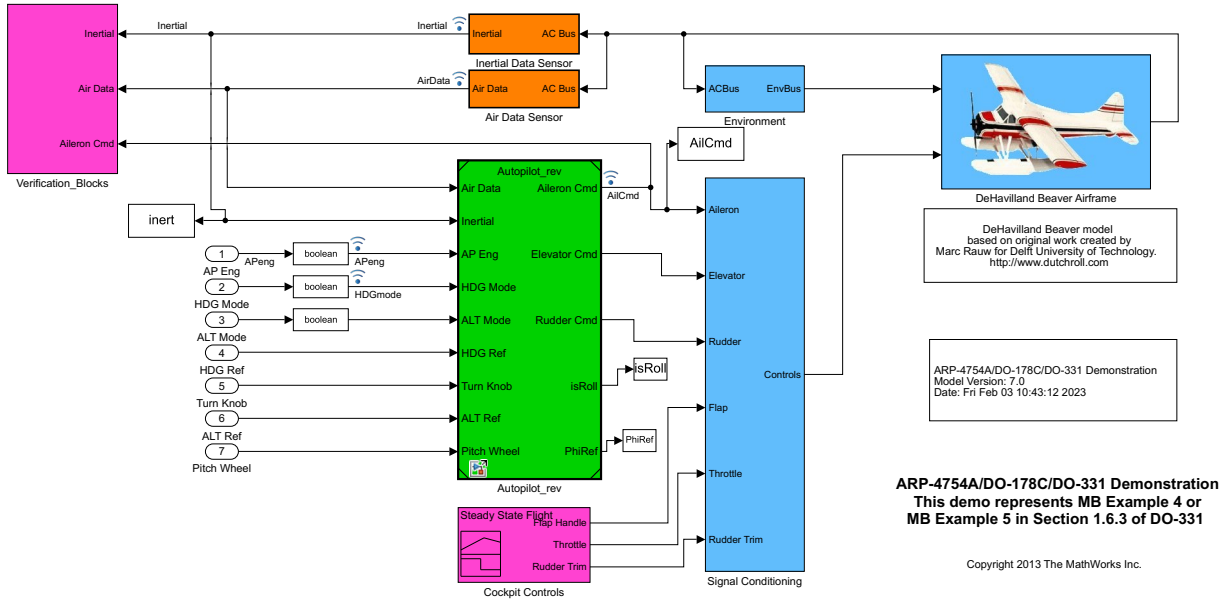 Inertial
Air Data
Aileron Cmd
Verification_Blocks
Inertial
Inertial
Inertial
AC Bus
Inertial Data Sensor
AirData
Air Data
AC Bus
Air Data Sensor
ACBus
EnvBus
Environment
DeHavilland Beaver Airframe
AilCmd
DeHavilland Beaver model
based on original work created by
Marc Rauw for Delft University of Technology.
http://www.dutchroll.com
inert
1
AP Eng
APeng
boolean
APeng
2
HDG Mode
boolean
HDGmode
3
ALT Mode
boolean
4
HDG Ref
5
Turn Knob
6
ALT Ref
7
Pitch Wheel
Autopilot_rev
Air Data
Inertial
AP Eng
HDG Mode
ALT Mode
HDG Ref
Turn Knob
ALT Ref
Pitch Wheel
Aileron Cmd
Elevator Cmd
Rudder Cmd
isRoll
PhiRef
Autopilot_rev
AilCmd
isRoll
PhiRef
Steady State Flight
Flap Handle
Throttle
Rudder Trim
Cockpit Controls
Aileron
Elevator
Rudder
Flap
Throttle
Rudder Trim
Controls
Signal Conditioning
ARP-4754A/DO-178C/DO-331 Demonstration
Model Version: 7.0
Date: Fri Feb 03 10:43:12 2023
ARP-4754A/DO-178C/DO-331 Demonstration
This demo represents MB Example 4 or
MB Example 5 in Section 1.6.3 of DO-331
Copyright 2013 The MathWorks Inc.